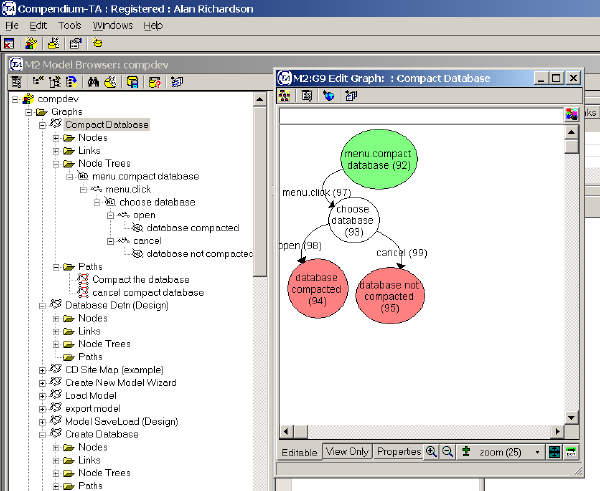 Compendium-TA : Registered : Alan Richardson
File Edit Tools Windows Help
M2 Model Browser: compdev
compdev
Graphs
Compact Database
Nodes
Links
Node Trees
menu.compact database
menu.click
choose database
open
database compacted
cancel
database not compacted
Paths
Compact the database
cancel compact database
Database Defn (Design)
Nodes
Links
Node Trees
Paths
CD Site Map (example)
Create New Model Wizard
Load Model
export model
Model SaveLoad (Design)
Create Database
Nodes
Links
Node Trees
Paths
M2:G9 Edit Graph: : Compact Database
menu.compact
database (92)
menu.click (97)
choose
database
(93)
open (98)
cancel (99)
database
compacted
(94)
database not
compacted
(95)
Editable View Only Properties zoom (25)
nks